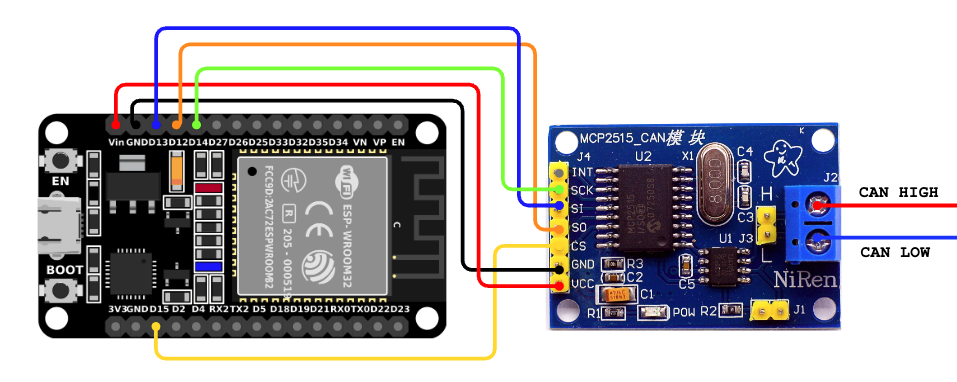 Vin GND D13 D12 D14 D27 D26 D25 D33 D32 D35 D34 VN VP EN
EN
BOOT
WiFi
ESP-WROOM32
CE
R
205 - 000519
FCC9D:2AC72ESPWROOM32
C
3V3 GND D15 D2 D4 RX2 TX2 D5 D18 D19 D21 RX0 TX0 D22 D23
MCP2515_CAN模块
K
J4
U2
X1
C4
INT
SCK
SI
SO
CS
GND
VCC
8.000
C3
H
J2
U1
J3
L
NiRen
R3
C2
C1
C5
R1
POW
R2
J1
CAN HIGH
CAN LOW